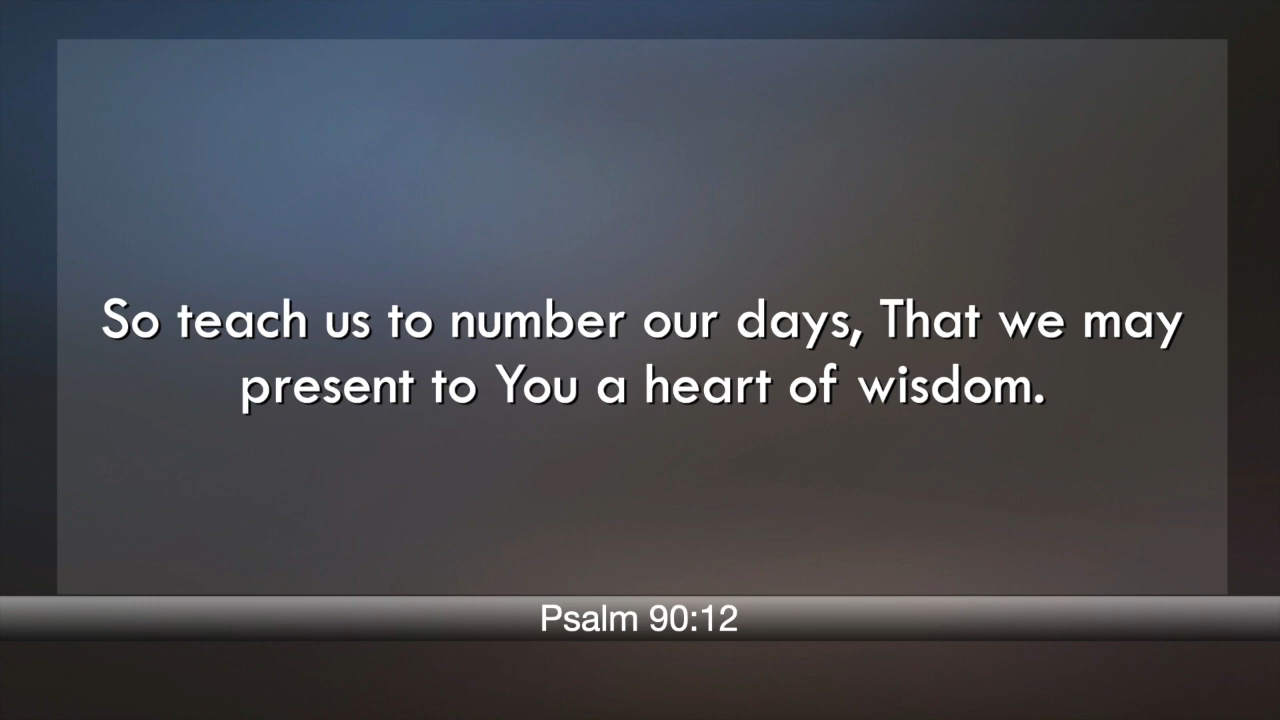 So teach us to number our days, That we may
present to You a heart of wisdom.
Psalm 90:12